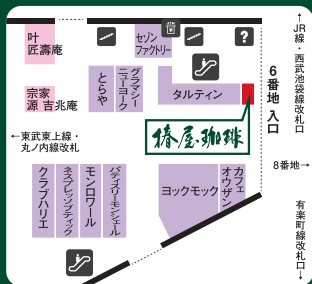 叶
匠壽庵
宗家
源 吉兆庵
とらや
グラマシー
ニューヨーク
セゾン
ファクトリー
ATM
?
タルティン
6番地 入口
↑JR線・西武池袋線改札口
椿屋珈琲
←東武東上線・
丸ノ内線改札
クラブハリエ
ネスプレッソブティック
モンロワール
パティスリーモンシェール
ヨックモック
カフェ
オウザン
8番地→
有楽町線改札口↓